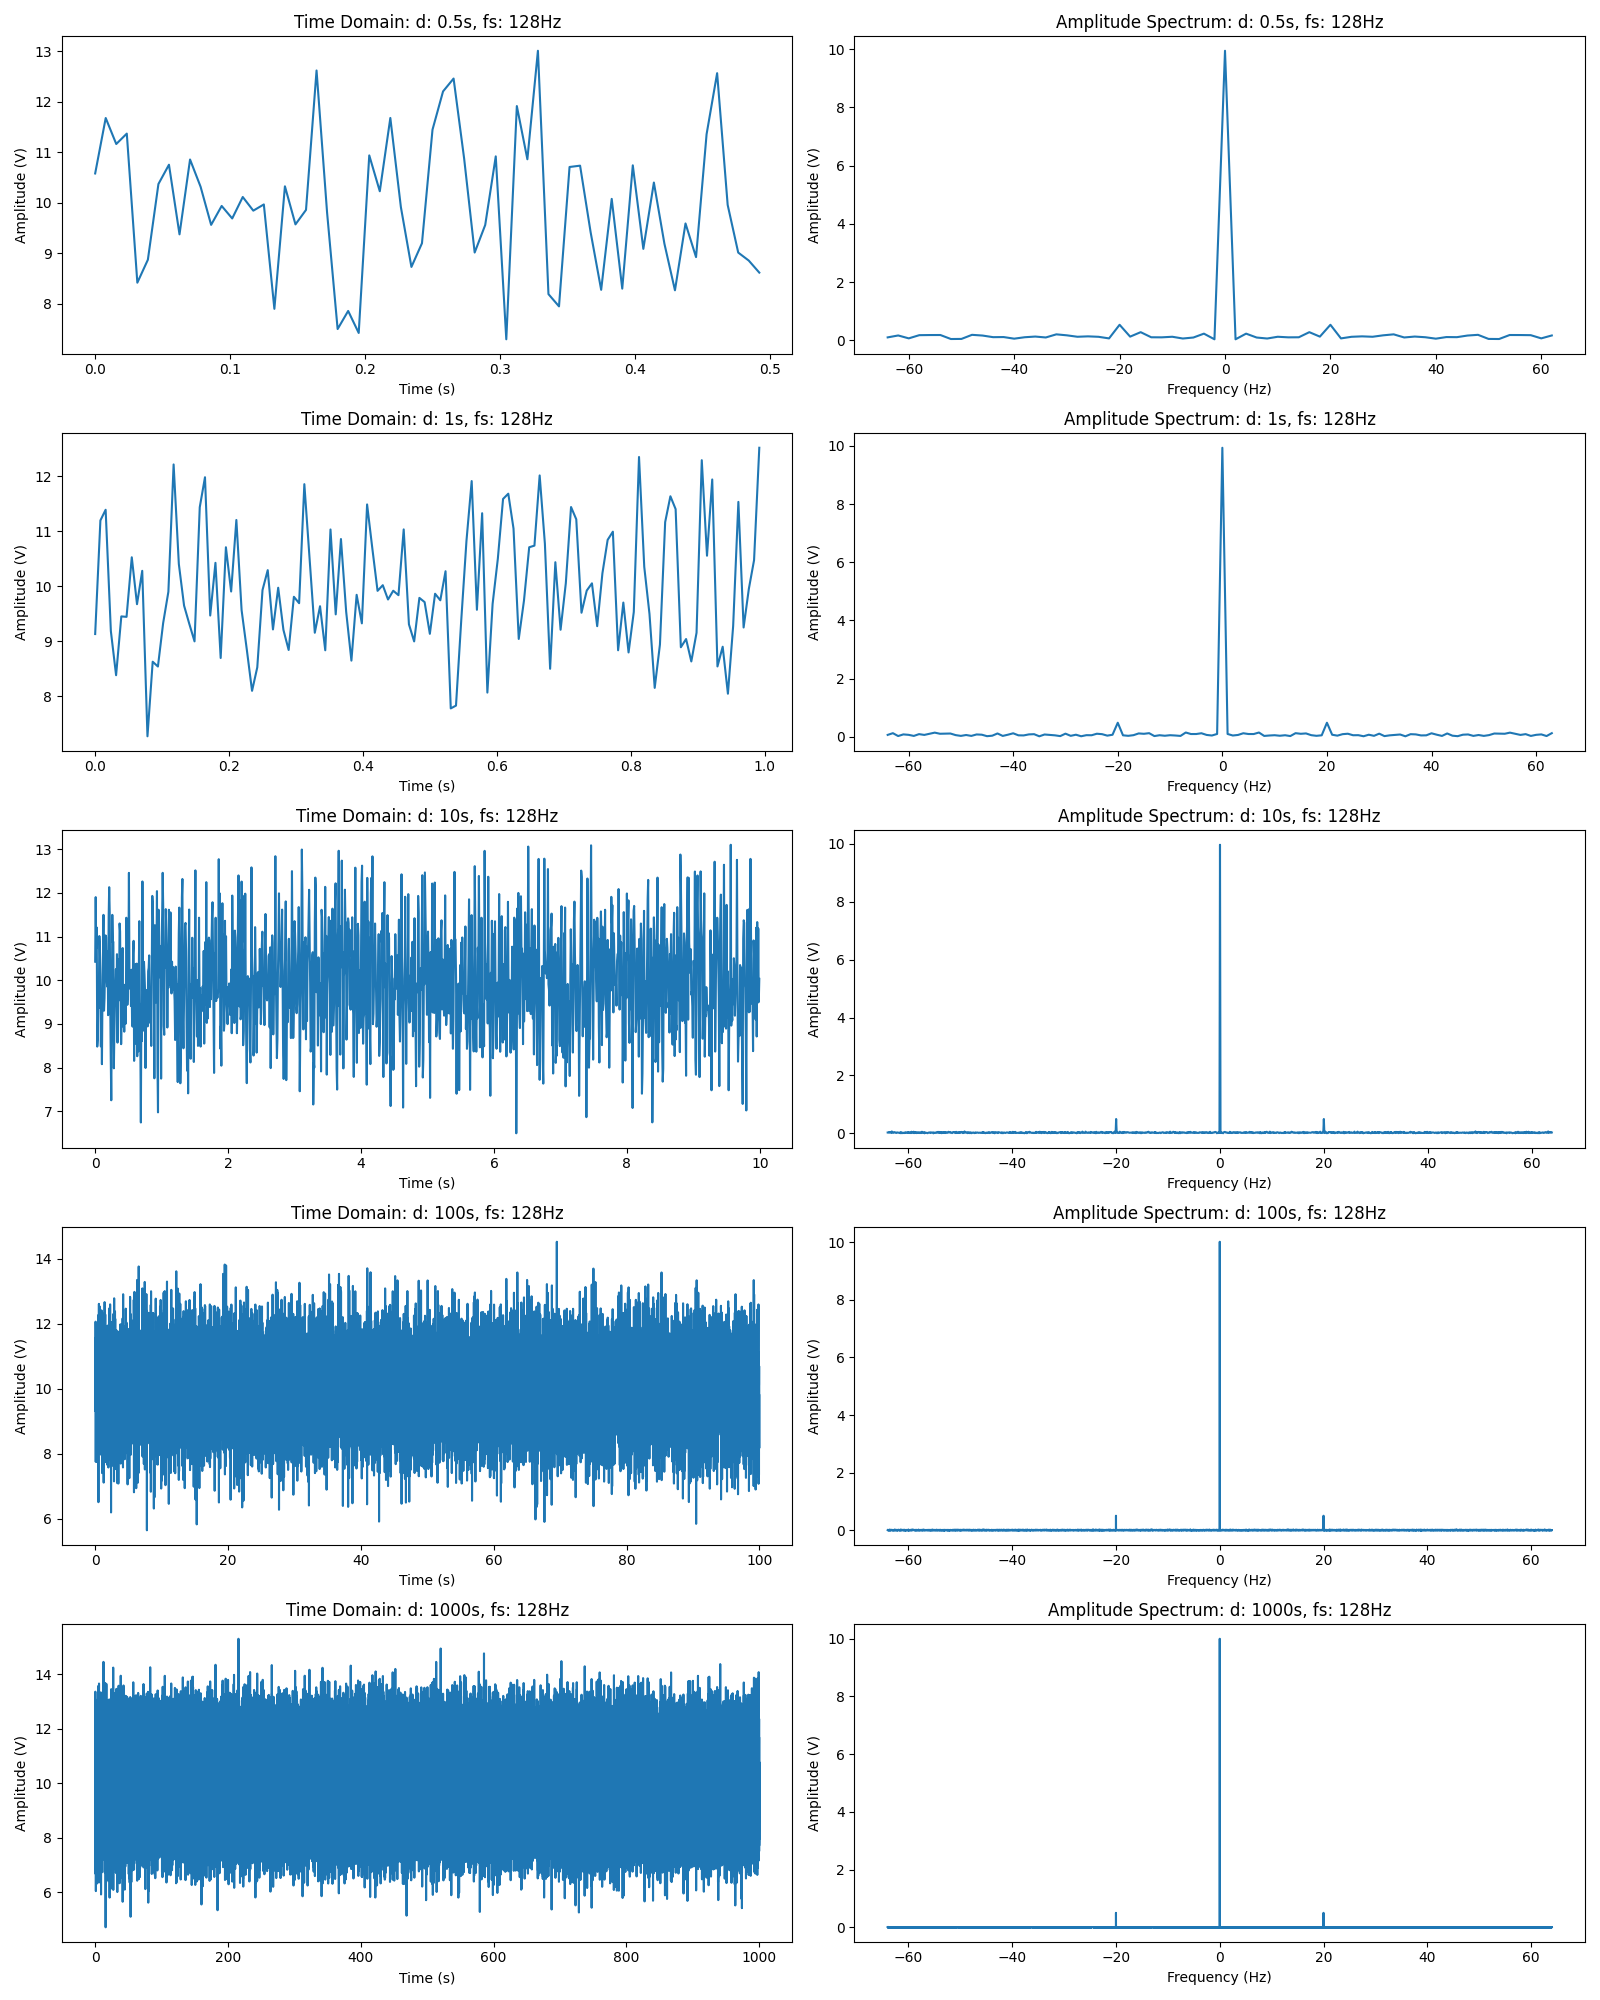 Time Domain: d: 0.5s, fs: 128Hz
Amplitude (V)
13
12
11
10
9
8
0.0 0.1 0.2 0.3 0.4 0.5
Time (s)
Amplitude Spectrum: d: 0.5s, fs: 128Hz
Amplitude (V)
10
8
6
4
2
0
−60 −40 −20 0 20 40 60
Frequency (Hz)
Time Domain: d: 1s, fs: 128Hz
Amplitude (V)
12
11
10
9
8
0.0 0.2 0.4 0.6 0.8 1.0
Time (s)
Amplitude Spectrum: d: 1s, fs: 128Hz
Amplitude (V)
10
8
6
4
2
0
−60 −40 −20 0 20 40 60
Frequency (Hz)
Time Domain: d: 10s, fs: 128Hz
Amplitude (V)
13
12
11
10
9
8
7
0 2 4 6 8 10
Time (s)
Amplitude Spectrum: d: 10s, fs: 128Hz
Amplitude (V)
10
8
6
4
2
0
−60 −40 −20 0 20 40 60
Frequency (Hz)
Time Domain: d: 100s, fs: 128Hz
Amplitude (V)
14
12
10
8
6
0 20 40 60 80 100
Time (s)
Amplitude Spectrum: d: 100s, fs: 128Hz
Amplitude (V)
10
8
6
4
2
0
−60 −40 −20 0 20 40 60
Frequency (Hz)
Time Domain: d: 1000s, fs: 128Hz
Amplitude (V)
14
12
10
8
6
0 200 400 600 800 1000
Time (s)
Amplitude Spectrum: d: 1000s, fs: 128Hz
Amplitude (V)
10
8
6
4
2
0
−60 −40 −20 0 20 40 60
Frequency (Hz)